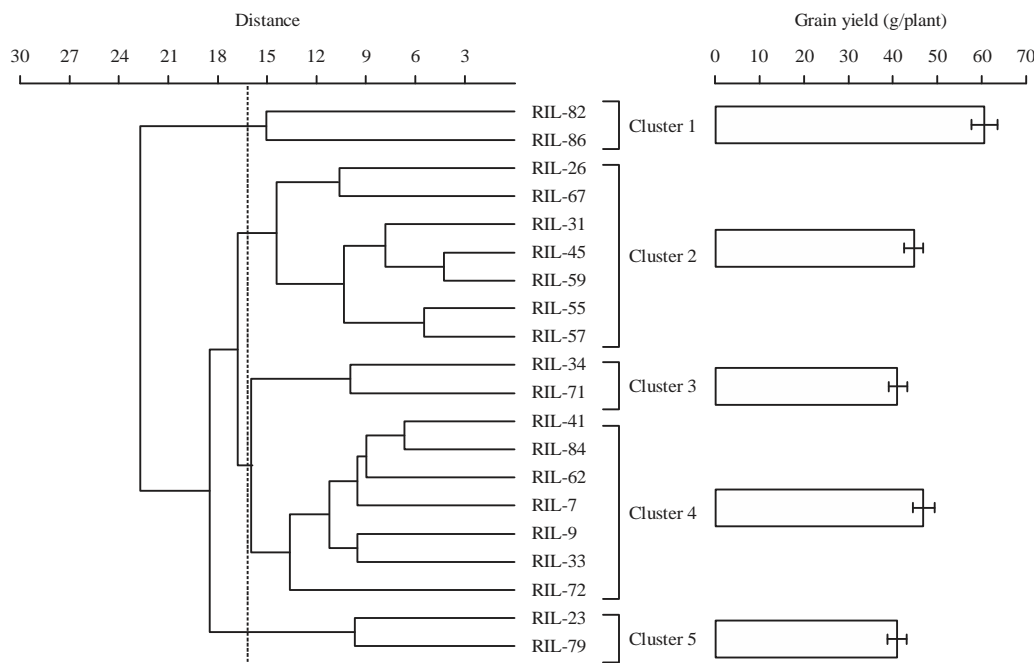 Distance
Grain yield (g/plant)
30 27 24 21 18 15 12 9 6 3
0 10 20 30 40 50 60 70
RIL-82
RIL-86
Cluster 1
RIL-26
RIL-67
RIL-31
RIL-45
RIL-59
RIL-55
RIL-57
Cluster 2
RIL-34
RIL-71
Cluster 3
RIL-41
RIL-84
RIL-62
RIL-7
RIL-9
RIL-33
RIL-72
Cluster 4
RIL-23
RIL-79
Cluster 5